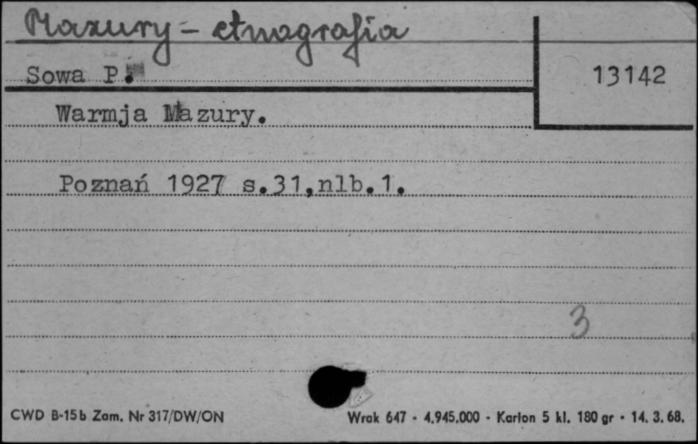 Mazury - etnografia
Sowa P.
13142
Warmja Mazury.
Poznań 1927 s.31,nlb.1.
3
CWD B-15b Zam. Nr 317/DW/ON
Wrak 647 · 4.945.000 · Karton 5 kl. 180 gr · 14. 3. 68.